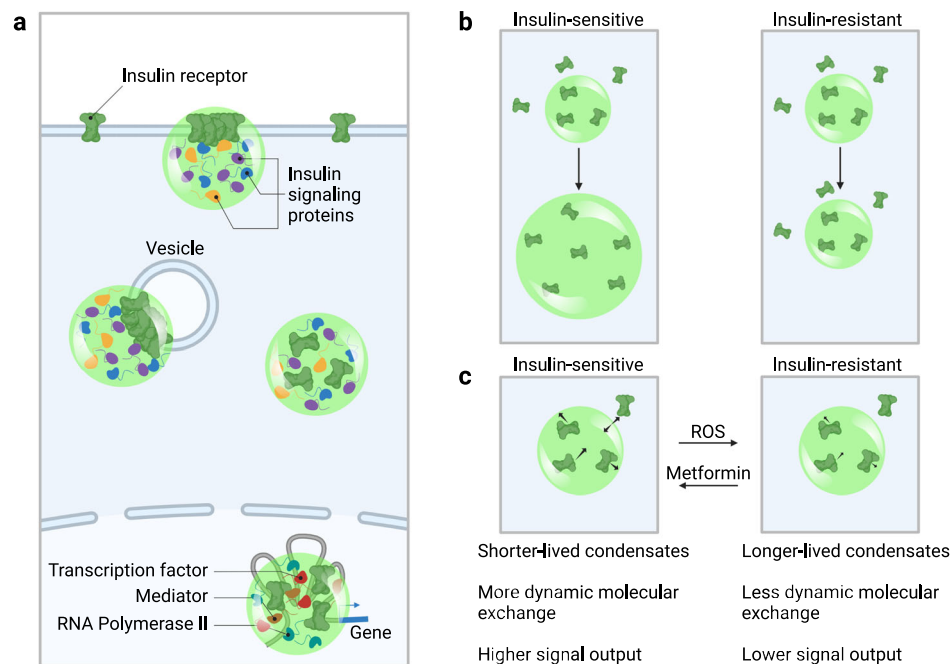 a
Insulin receptor
Insulin
signaling
proteins
Vesicle
Transcription factor
Mediator
RNA Polymerase II
Gene
b
Insulin-sensitive
Insulin-resistant
c
Insulin-sensitive
Insulin-resistant
ROS
Metformin
Shorter-lived condensates
More dynamic molecular
exchange
Higher signal output
Longer-lived condensates
Less dynamic molecular
exchange
Lower signal output